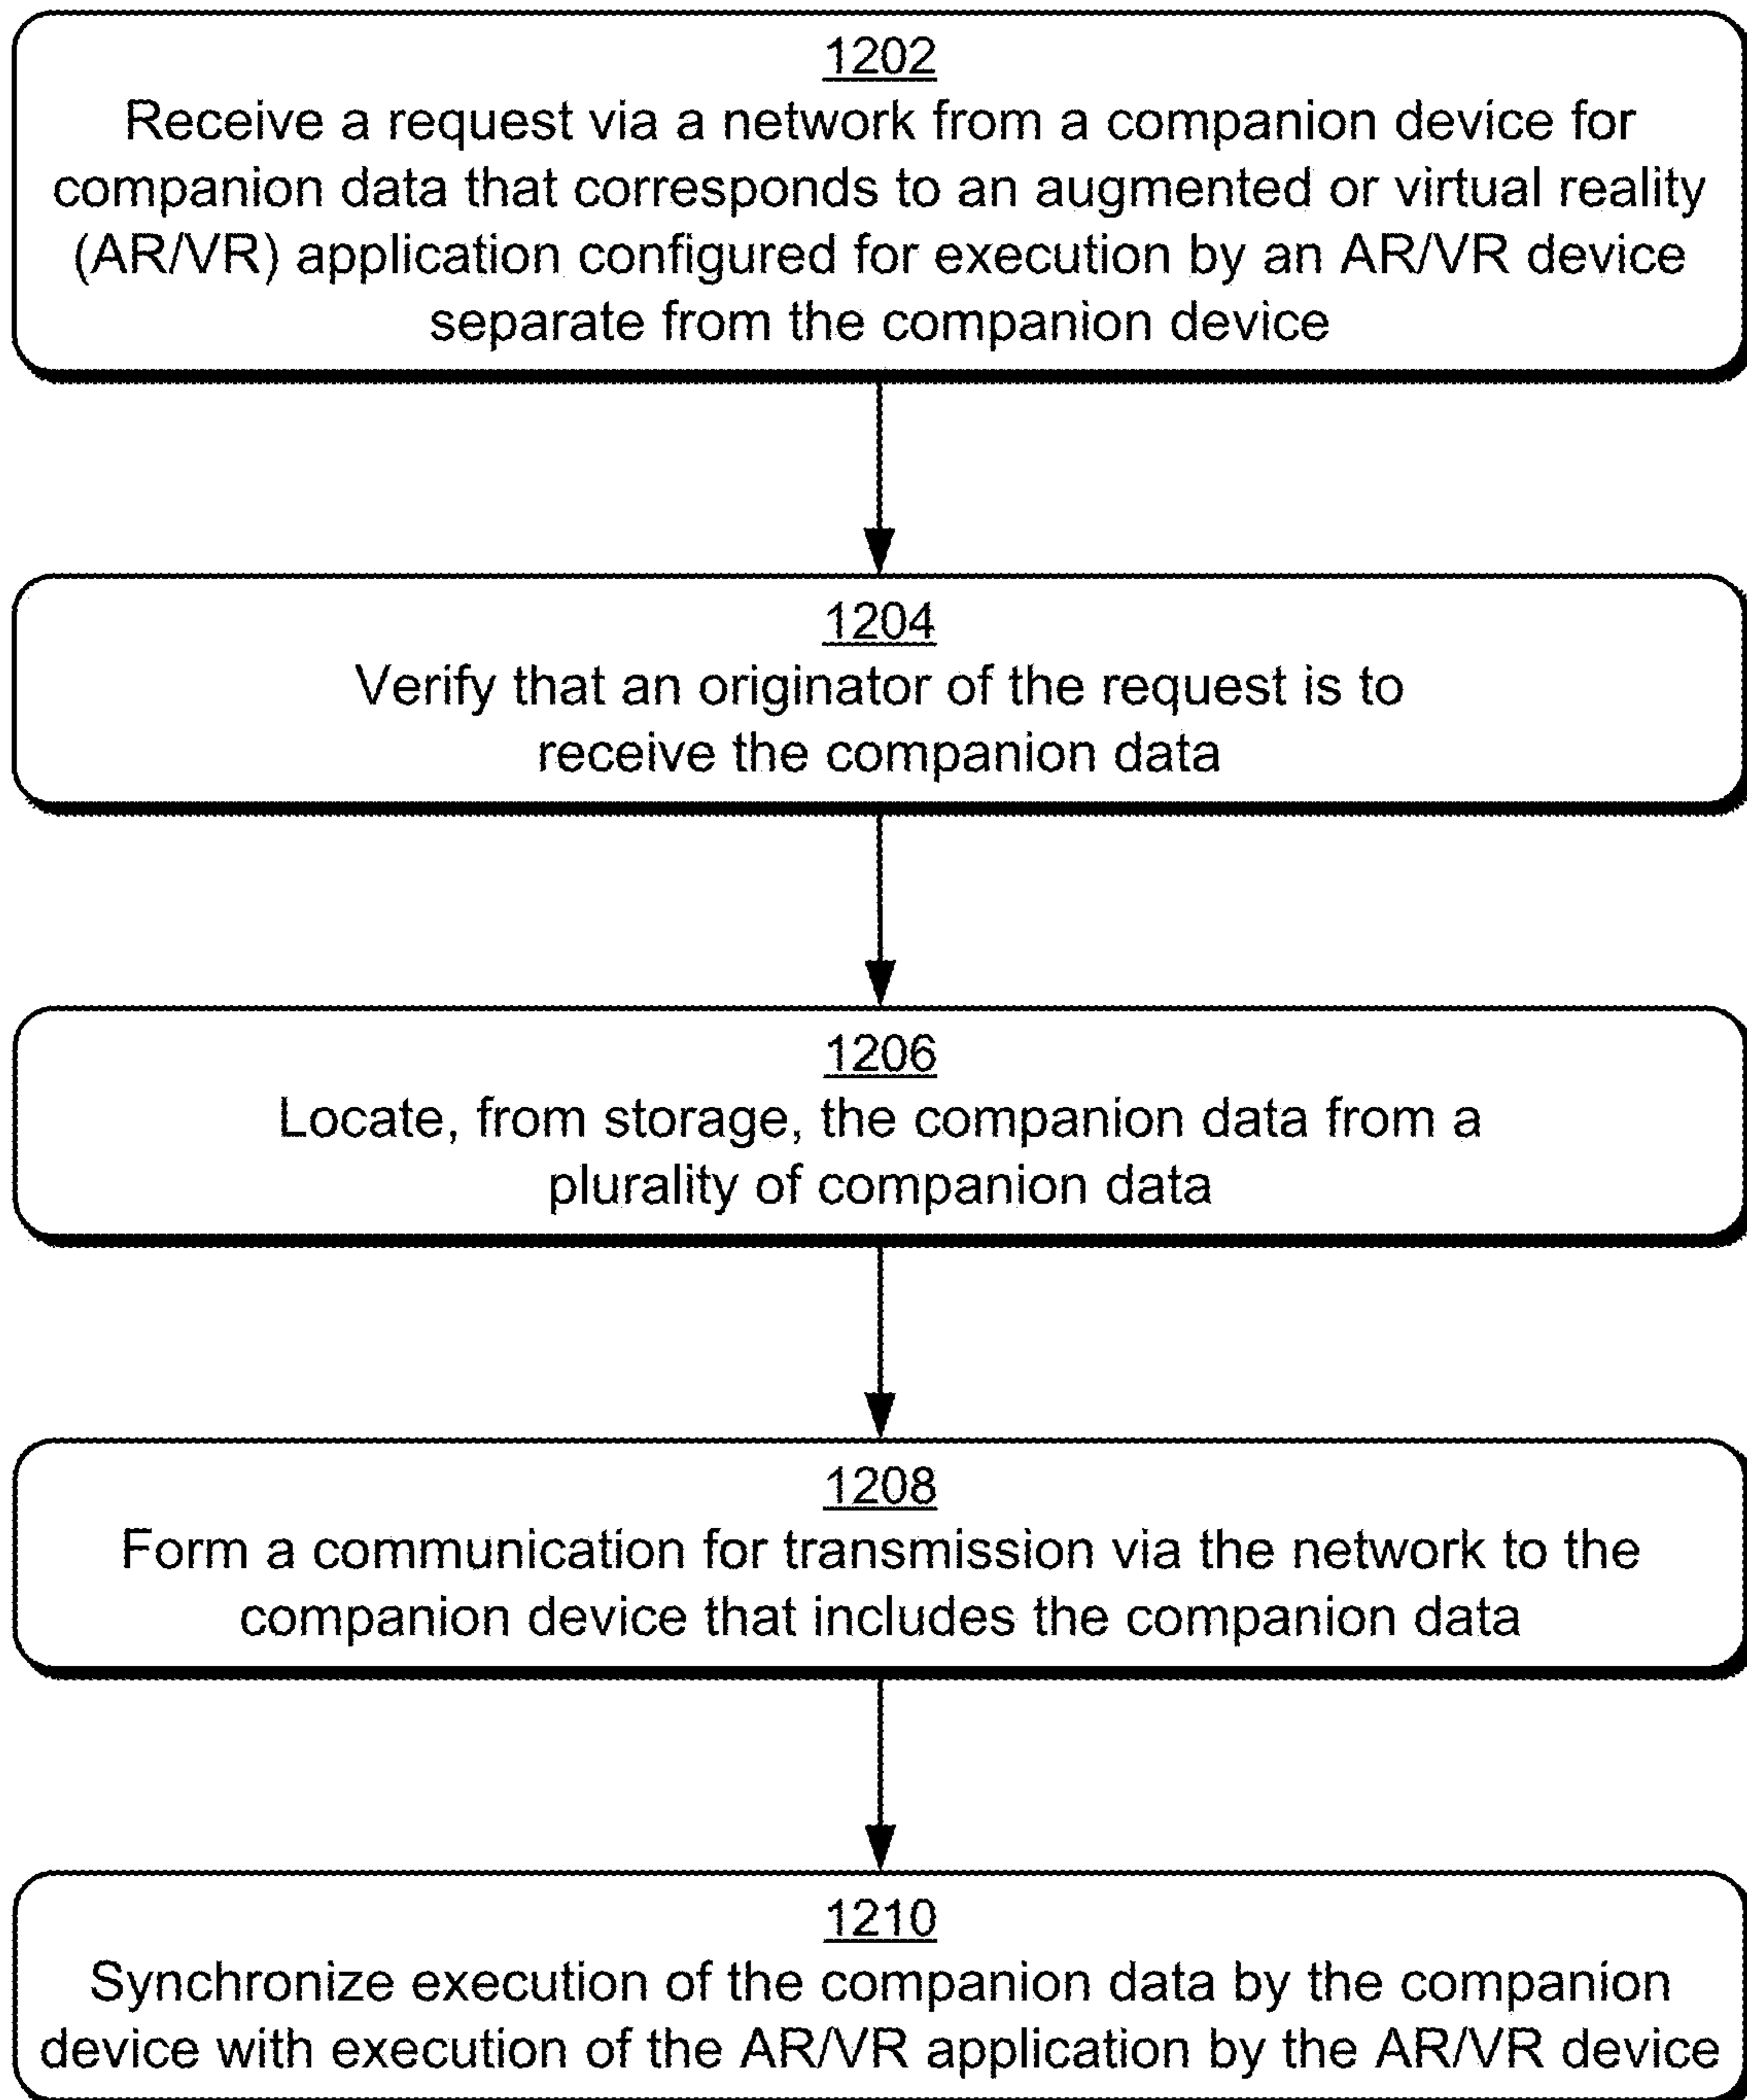 1202
Receive a request via a network from a companion device for
companion data that corresponds to an augmented or virtual reality
(AR/VR) application configured for execution by an AR/VR device
separate from the companion device
1204
Verify that an originator of the request is to
receive the companion data
1206
Locate, from storage, the companion data from a
plurality of companion data
1208
Form a communication for transmission via the network to the
companion device that includes the companion data
1210
Synchronize execution of the companion data by the companion
device with execution of the AR/VR application by the AR/VR device